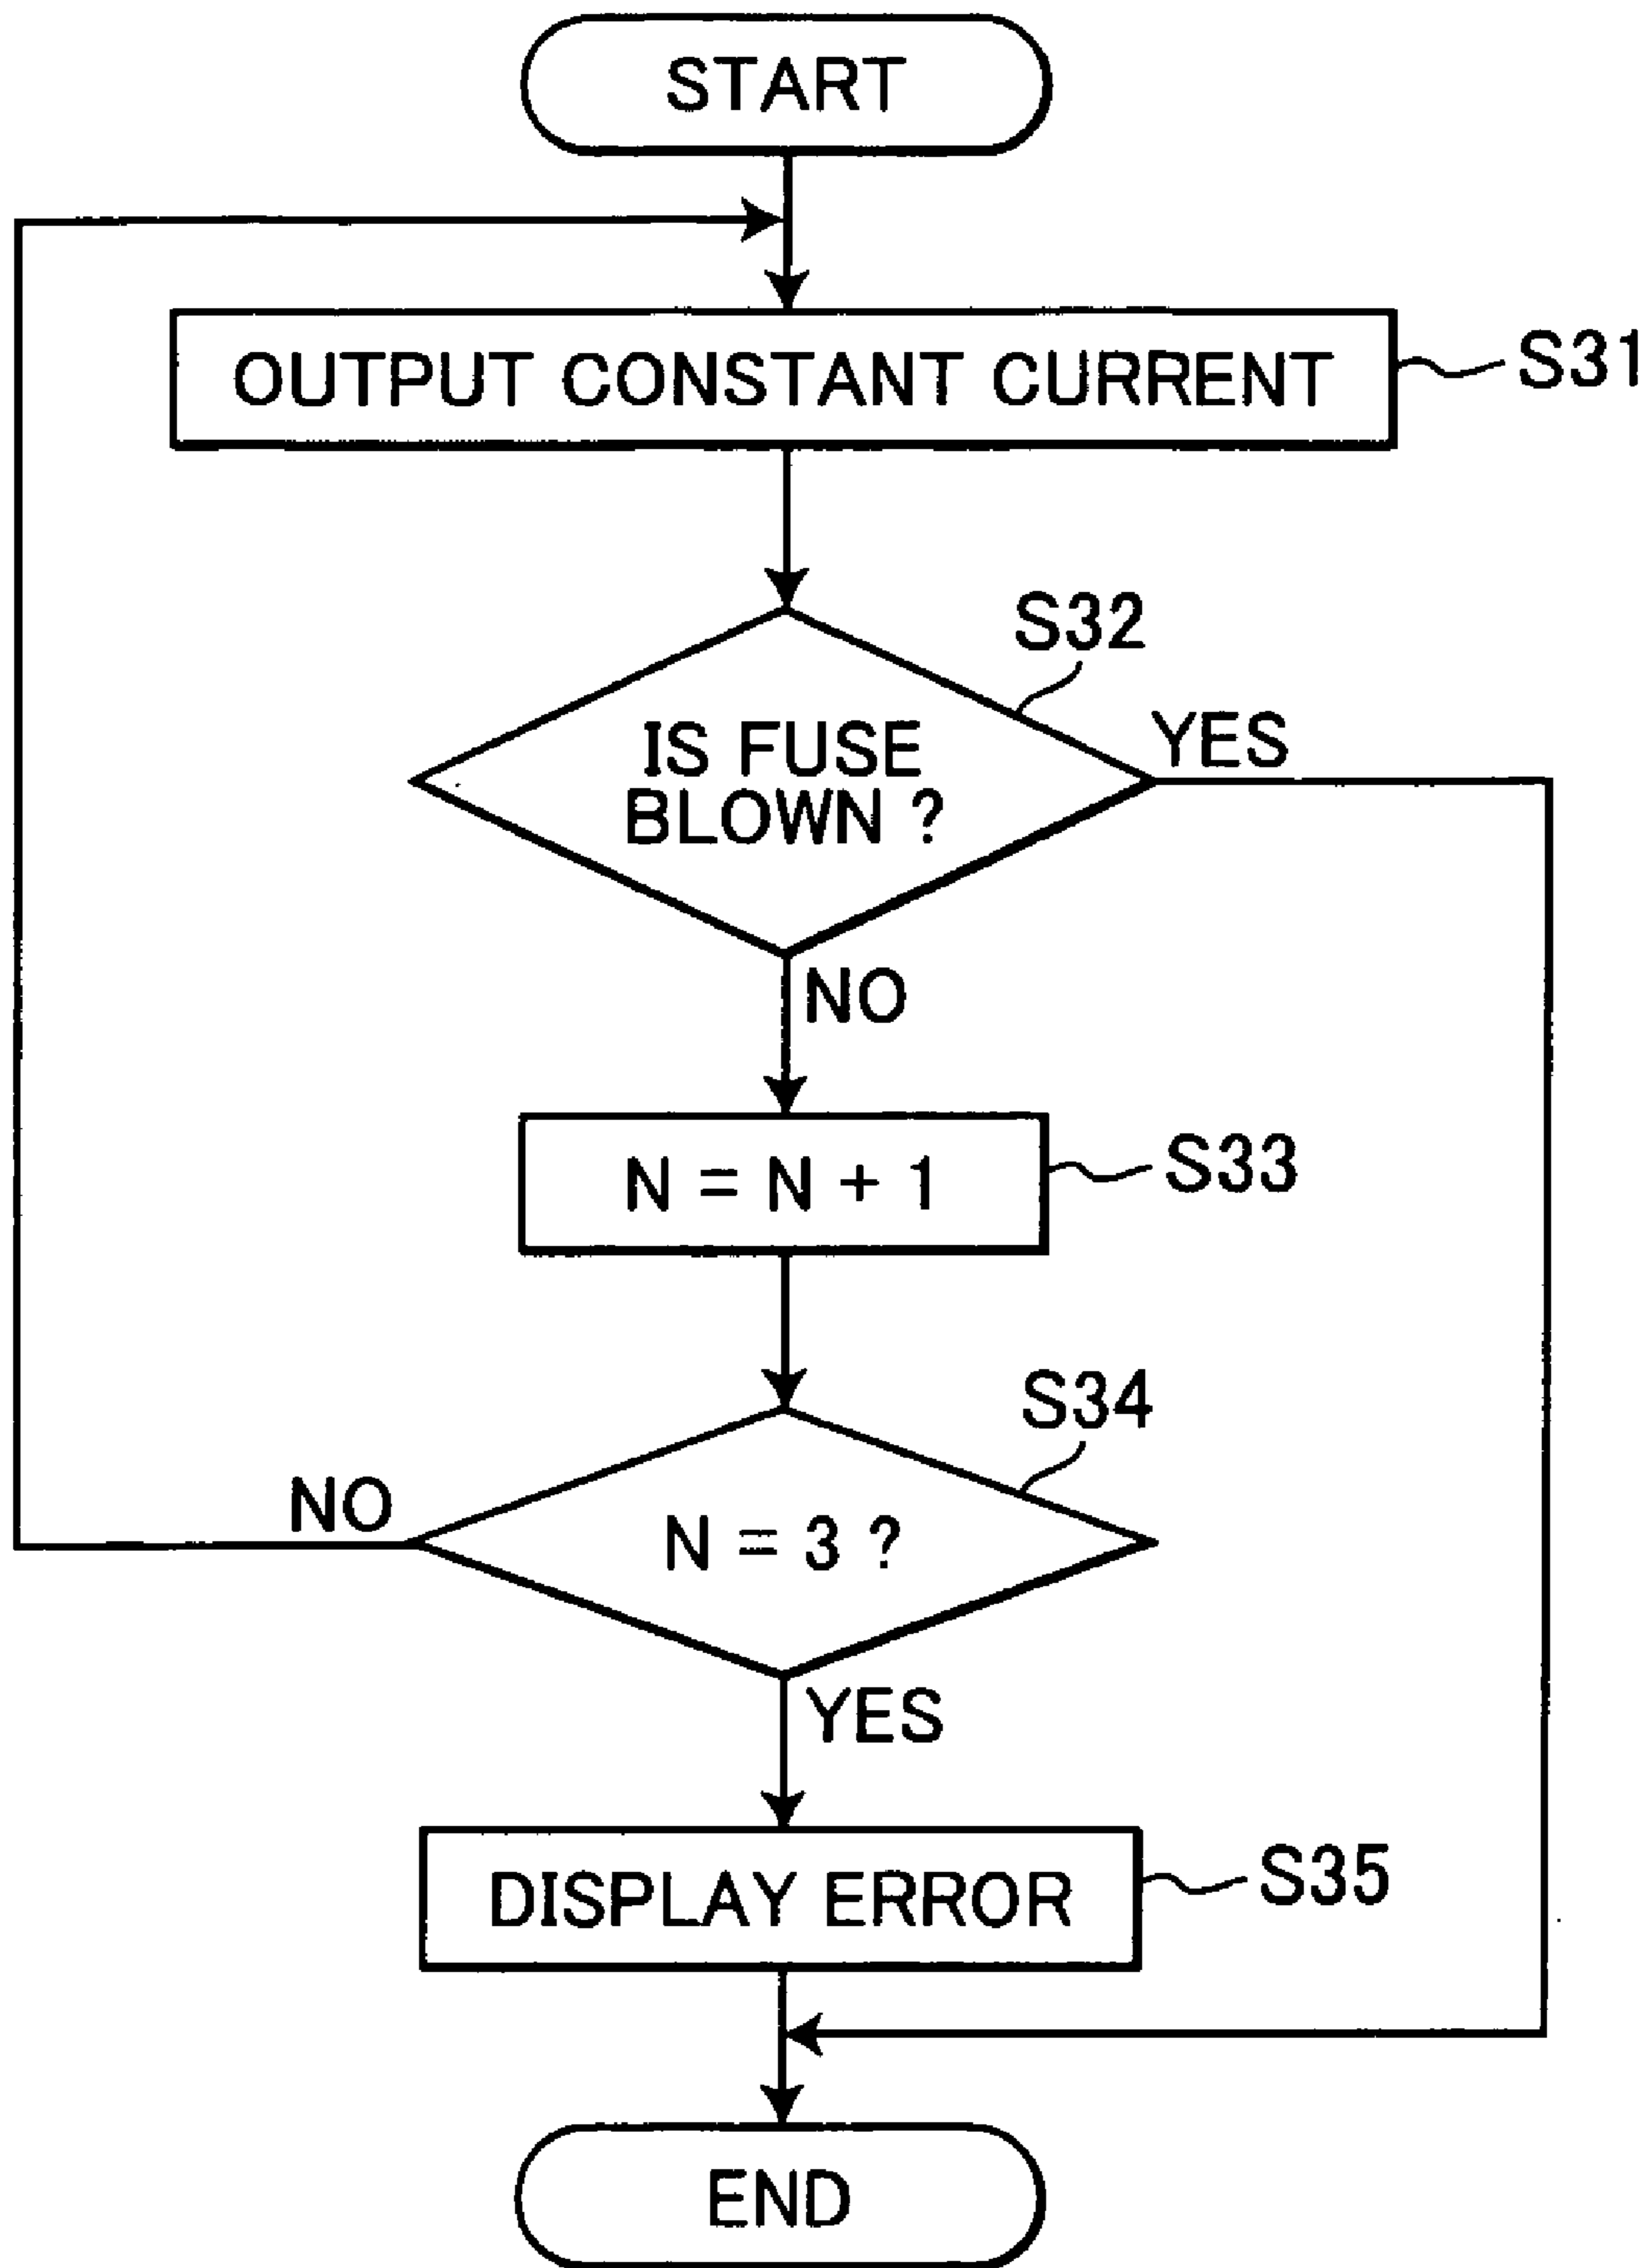 START
OUTPUT CONSTANT CURRENT
S31
S32
IS FUSE
BLOWN ?
YES
NO
N = N + 1
S33
S34
NO
N = 3 ?
YES
DISPLAY ERROR
S35
END